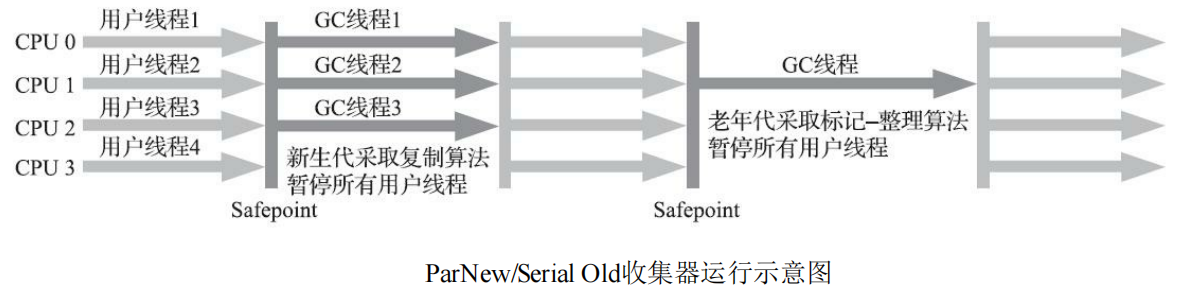 用户线程1
GC线程1
CPU 0
用户线程2
GC线程2
GC线程
CPU 1
用户线程3
GC线程3
CPU 2
老年代采取标记–整理算法
暂停所有用户线程
用户线程4
CPU 3
新生代采取复制算法
暂停所有用户线程
Safepoint
Safepoint
ParNew/Serial Old收集器运行示意图